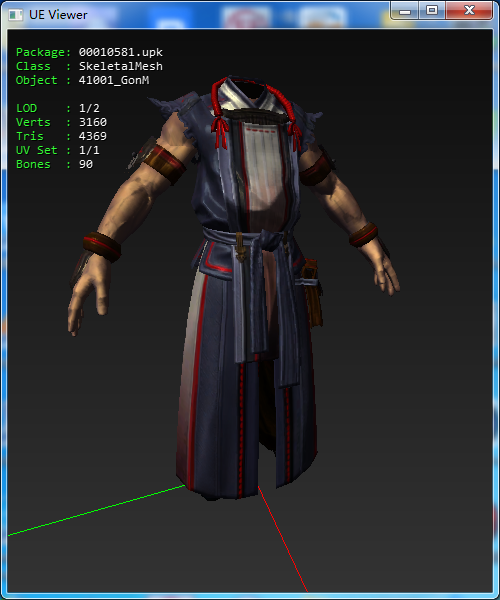 UE Viewer
Package: 00010581.upk
Class : SkeletalMesh
Object : 41001_GonM
LOD : 1/2
Verts : 3160
Tris : 4369
UV Set : 1/1
Bones : 90